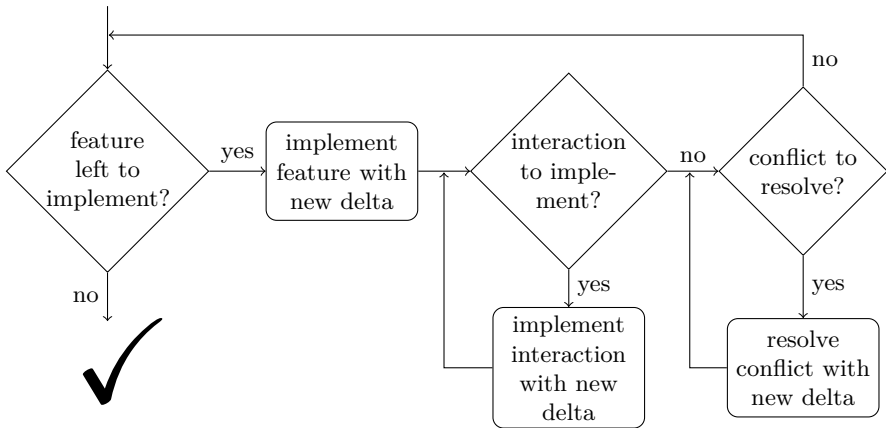 feature
left to
implement?
yes
implement
feature with
new delta
interaction
to imple-
ment?
no
conflict to
resolve?
no
no
yes
implement
interaction
with new
delta
yes
resolve
conflict with
new delta